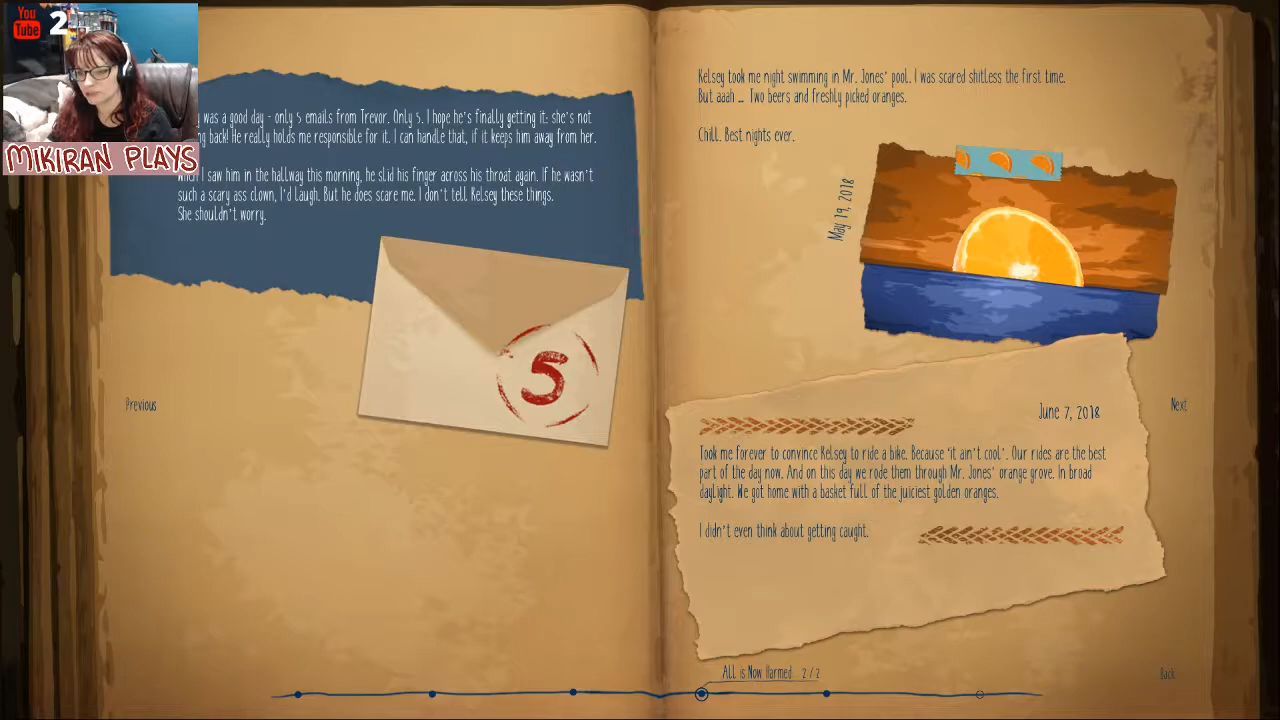 You
Tube
2
MIKIRAN PLAYS
was a good day - only 5 emails from Trevor. Only 5. I hope he's finally getting it: she's not
back! He really holds me responsible for it. I can handle that, if it keeps him away from her.
I saw him in the hallway this morning, he slid his finger across his throat again. If he wasn't
such a scary ass clown, I'd laugh. But he does scare me. I don't tell Kelsey these things.
She shouldn't worry.
5
Previous
Kelsey took me night swimming in Mr. Jones' pool. I was scared shitless the first time.
But aaah ... Two beers and freshly picked oranges.
Chill. Best nights ever.
May 19, 2018
June 7, 2018
Took me forever to convince Kelsey to ride a bike. Because 'it ain't cool'. Our rides are the best
part of the day now. And on this day we rode them through Mr. Jones' orange grove. In broad
daylight. We got home with a basket full of the juiciest golden oranges.
I didn't even think about getting caught.
Next
ALL is Now Harmed 2 / 2
Back